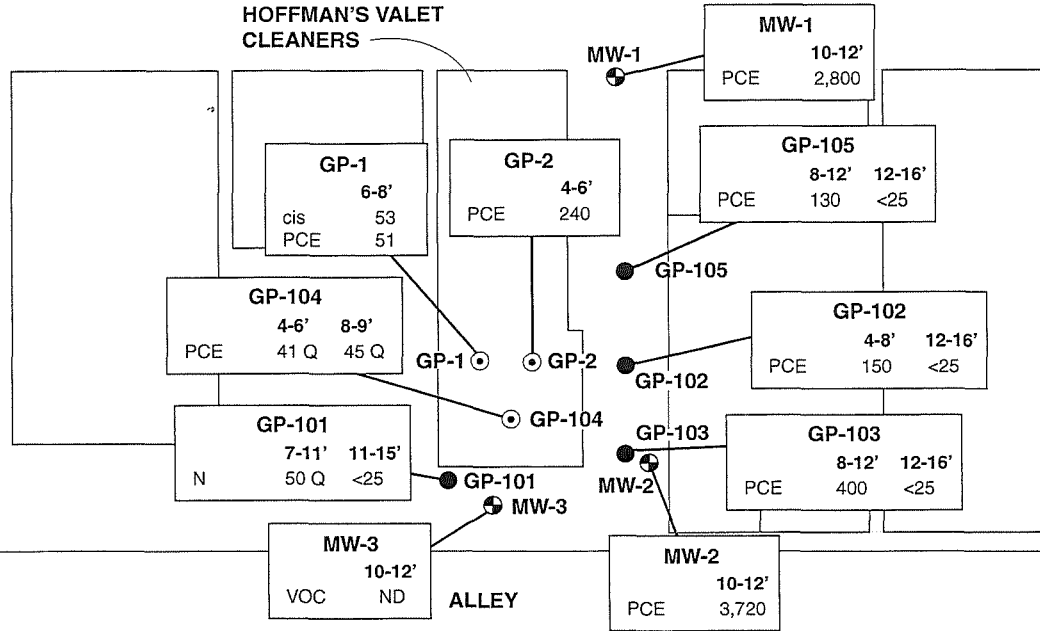 HOFFMAN'S VALET
CLEANERS
MW-1
MW-1
10-12'
PCE 2,800
GP-1
6-8'
cis 53
PCE 51
GP-2
4-6'
PCE 240
GP-105
8-12' 12-16'
PCE 130 <25
GP-105
GP-104
4-6' 8-9'
PCE 41 Q 45 Q
GP-102
4-8' 12-16'
PCE 150 <25
GP-1
GP-2
GP-102
GP-104
GP-101
7-11' 11-15'
N 50 Q <25
GP-103
GP-103
8-12' 12-16'
PCE 400 <25
GP-101
MW-2
MW-3
MW-3
10-12'
VOC ND
ALLEY
MW-2
10-12'
PCE 3,720